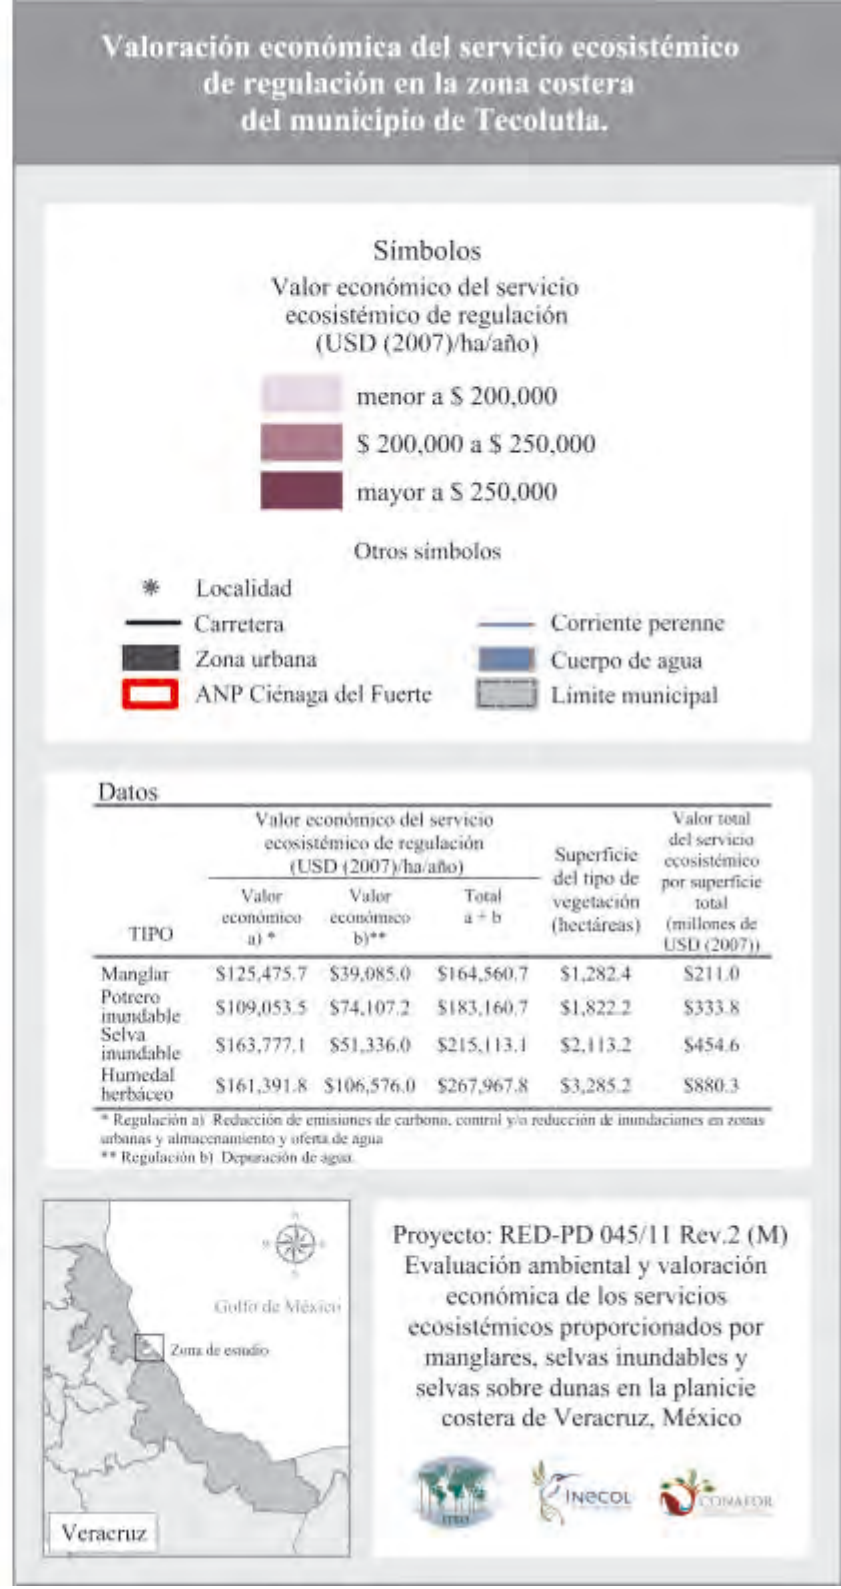 Valoración económica del servicio ecosistémico
de regulación en la zona costera
del municipio de Tecolutla.
Símbolos
Valor económico del servicio
ecosistémico de regulación
(USD (2007)/ha/año)
menor a $ 200,000
$ 200,000 a $ 250,000
mayor a $ 250,000
Otros símbolos
Localidad
Carretera
Corriente perenne
Zona urbana
Cuerpo de agua
ANP Ciénaga del Fuerte
Límite municipal
Datos
Valor económico del servicio
ecosistémico de regulación
(USD (2007)/ha/año)
Superficie
del tipo de
vegetación
(hectáreas)
Valor total
del servicio
ecosistémico
por superficie
total
(millones de
USD (2007))
TIPO
Valor
económico
a) *
Valor
económico
b)**
Total
a + b
Manglar $125,475.7 $39,085.0 $164,560.7 $1,282.4 $211.0
Potrero
inundable $109,053.5 $74,107.2 $183,160.7 $1,822.2 $333.8
Selva
inundable $163,777.1 $51,336.0 $215,113.1 $2,113.2 $454.6
Humedal
herbáceo $161,391.8 $106,576.0 $267,967.8 $3,285.2 $880.3
* Regulación a) Reducción de emisiones de carbono, control y/o reducción de inundaciones en zonas
urbanas y almacenamiento y oferta de agua
** Regulación b) Depuración de agua
Golfo de México
Zona de estudio
Veracruz
Proyecto: RED-PD 045/11 Rev.2 (M)
Evaluación ambiental y valoración
económica de los servicios
ecosistémicos proporcionados por
manglares, selvas inundables y
selvas sobre dunas en la planicie
costera de Veracruz, México
INECOL
CONAFOR